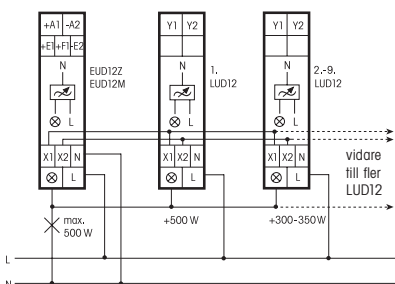 +A1 -A2
+E1 +F1 -E2
N
L
X1 X2 N
L
EUD12Z
EUD12M
max.
500 W
Y1 Y2
N
L
X1 X2 N
L
1.
LUD12
+500 W
Y1 Y2
N
L
X1 X2 N
L
2.-9.
LUD12
+300-350 W
vidare
till fler
LUD12
L
N